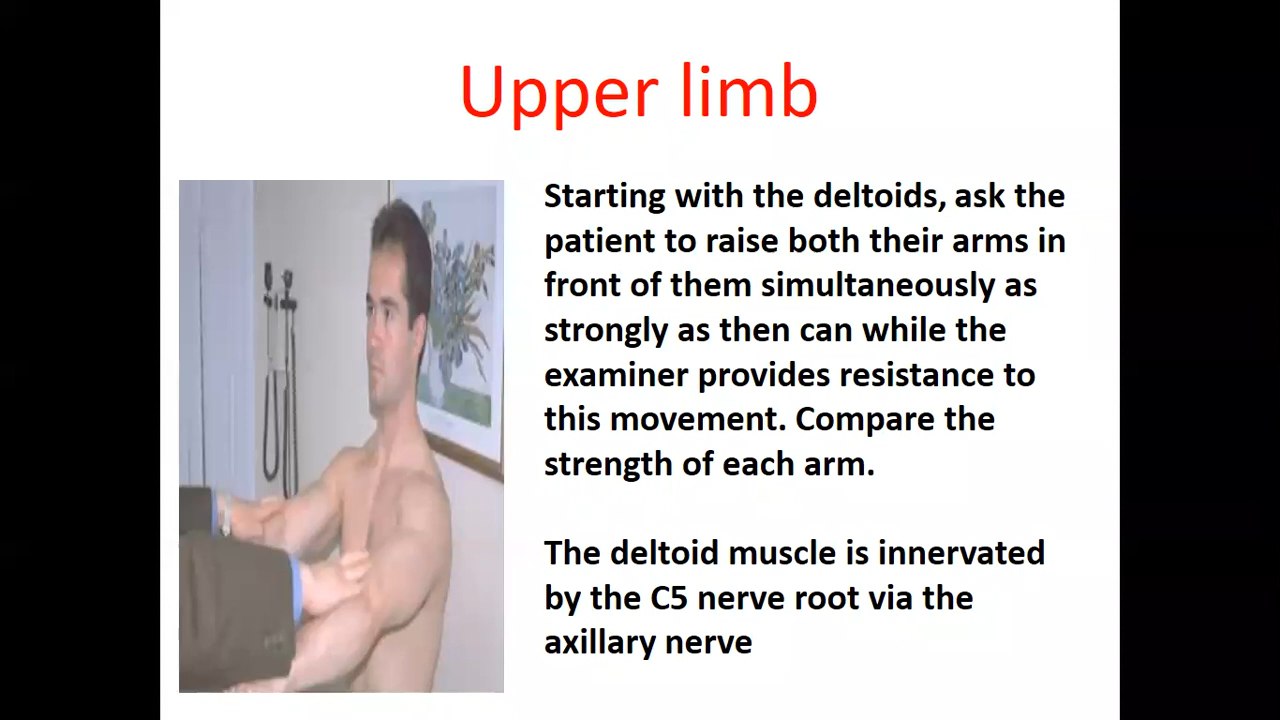 Upper limb
Starting with the deltoids, ask the
patient to raise both their arms in
front of them simultaneously as
strongly as then can while the
examiner provides resistance to
this movement. Compare the
strength of each arm.
The deltoid muscle is innervated
by the C5 nerve root via the
axillary nerve